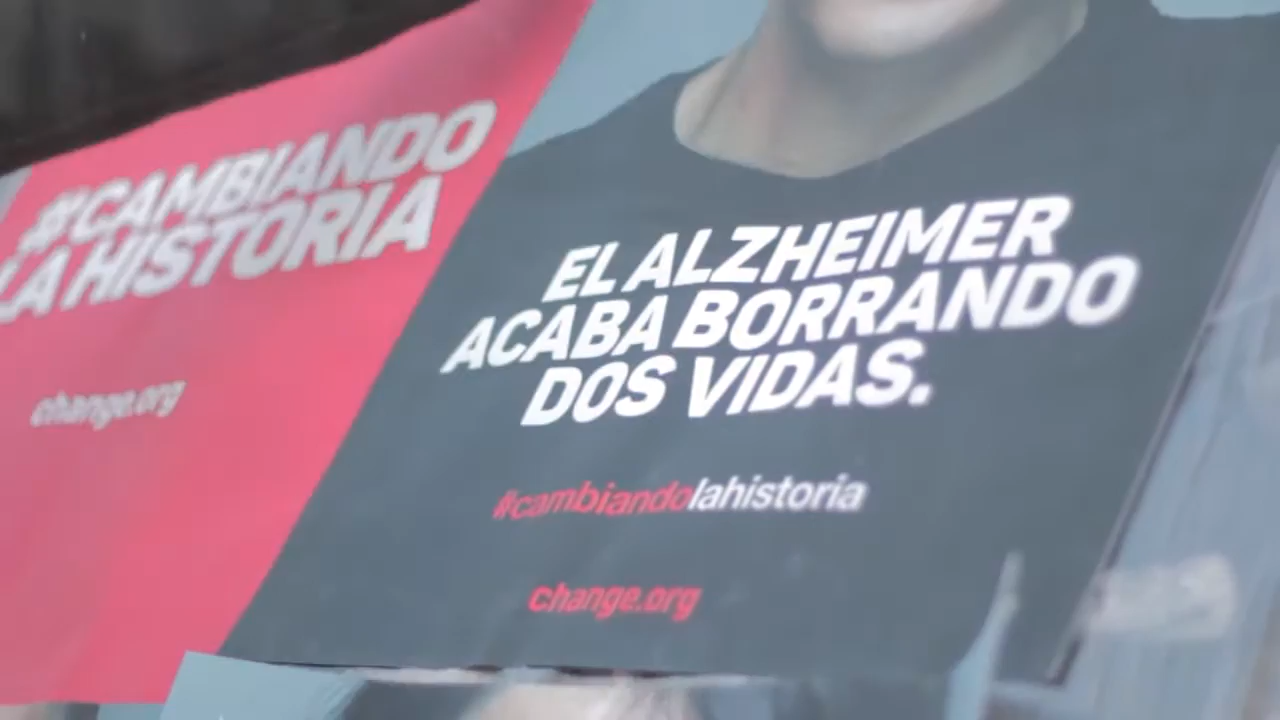 #CAMBIANDO
LA HISTORIA
change.org
EL ALZHEIMER
ACABA BORRANDO
DOS VIDAS.
#cambiandolahistoria
change.org